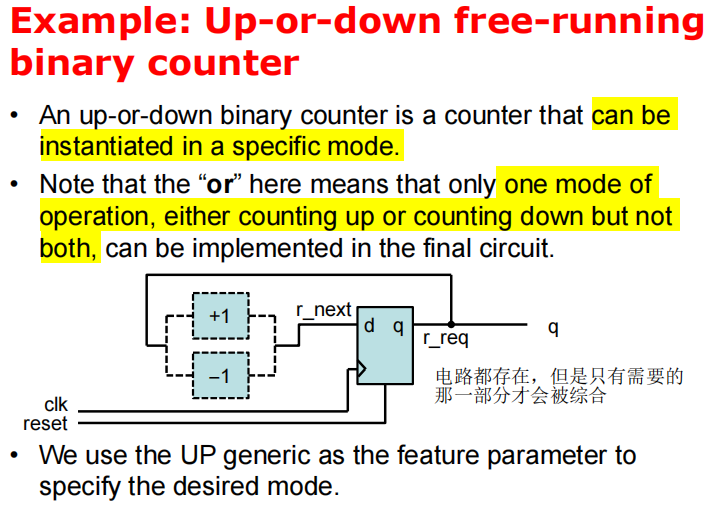 Example: Up-or-down free-running
binary counter
• An up-or-down binary counter is a counter that can be
instantiated in a specific mode.
• Note that the “or” here means that only one mode of
operation, either counting up or counting down but not
both, can be implemented in the final circuit.
+1
r_next
d q
r_req
q
–1
电路都存在，但是只有需要的
那一部分才会被综合
clk
reset
• We use the UP generic as the feature parameter to
specify the desired mode.